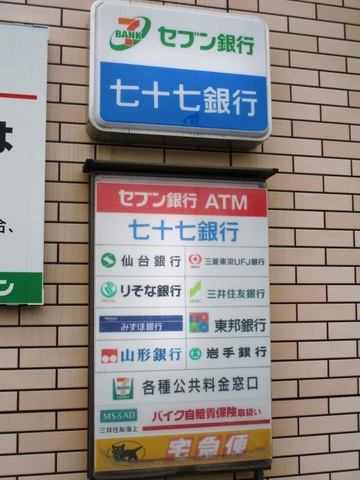 7
BANK
セブン銀行
七十七銀行
は
合、
ン
セブン銀行 ATM
七十七銀行
仙台銀行
三菱東京UFJ銀行
りそな銀行
三井住友銀行
みずほ銀行
東邦銀行
山形銀行
岩手銀行
各種公共料金窓口
MS&AD
三井住友海上
バイク自賠責保険取扱い
宅急便